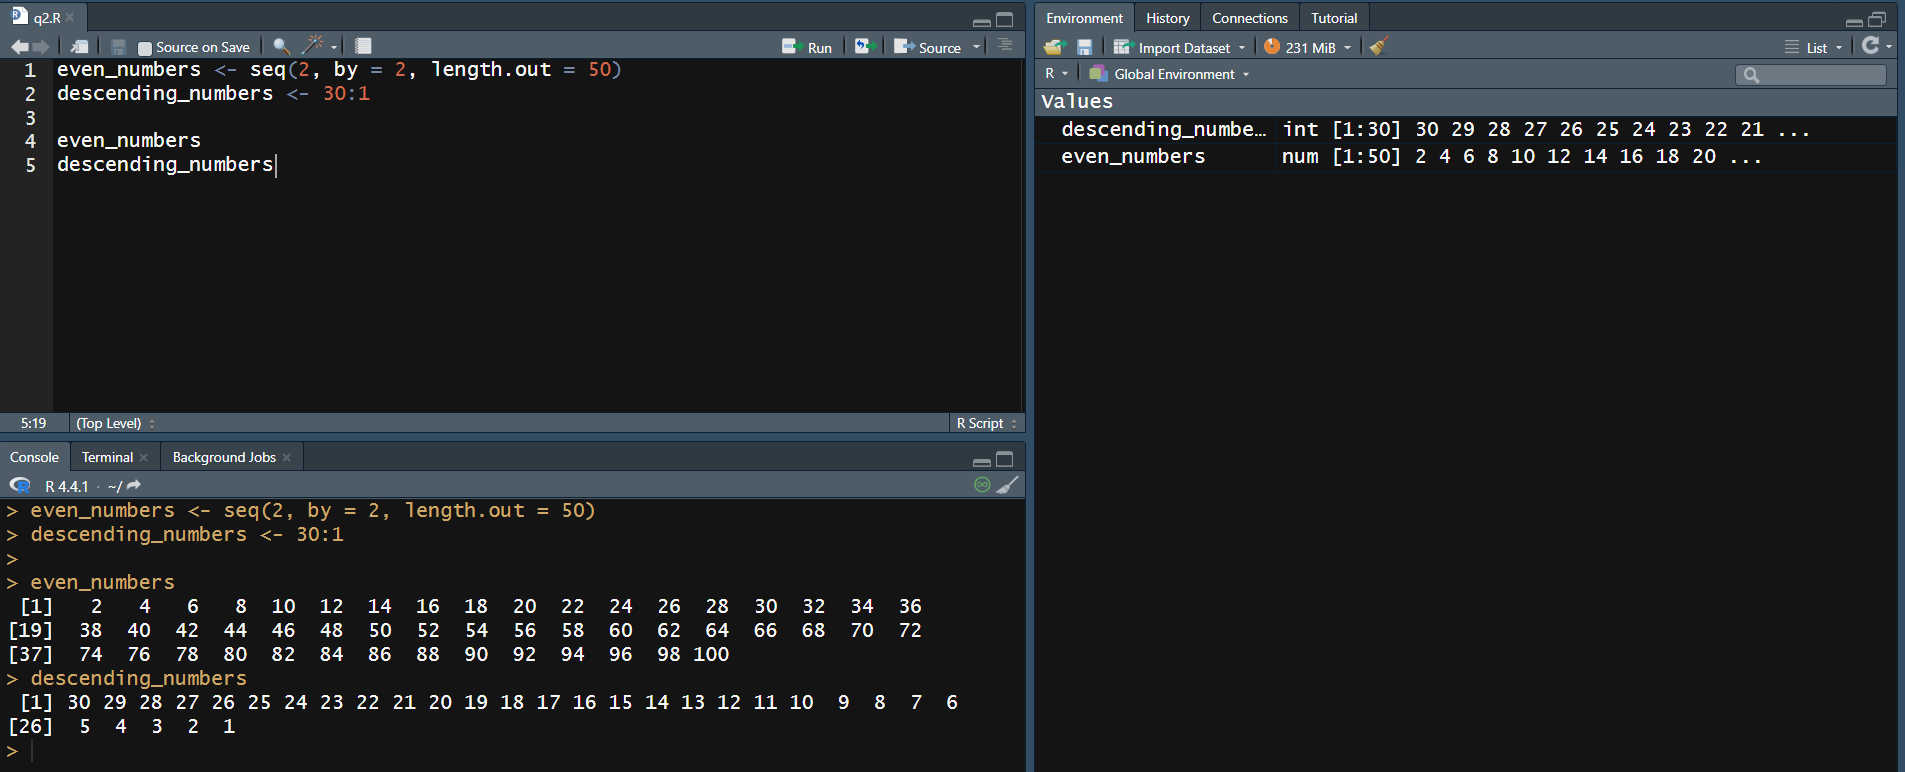 q2.R
Source on Save
Run
Source
1 even_numbers <- seq(2, by = 2, length.out = 50)
2 descending_numbers <- 30:1
3
4 even_numbers
5 descending_numbers
5:19 (Top Level) R Script
Console Terminal Background Jobs
R 4.4.1 · ~/
> even_numbers <- seq(2, by = 2, length.out = 50)
> descending_numbers <- 30:1
>
> even_numbers
[1] 2 4 6 8 10 12 14 16 18 20 22 24 26 28 30 32 34 36
[19] 38 40 42 44 46 48 50 52 54 56 58 60 62 64 66 68 70 72
[37] 74 76 78 80 82 84 86 88 90 92 94 96 98 100
> descending_numbers
[1] 30 29 28 27 26 25 24 23 22 21 20 19 18 17 16 15 14 13 12 11 10 9 8 7 6
[26] 5 4 3 2 1
>
Environment History Connections Tutorial
Import Dataset 231 MiB List
R Global Environment
Values
descending_numbe… int [1:30] 30 29 28 27 26 25 24 23 22 21 ...
even_numbers num [1:50] 2 4 6 8 10 12 14 16 18 20 ...